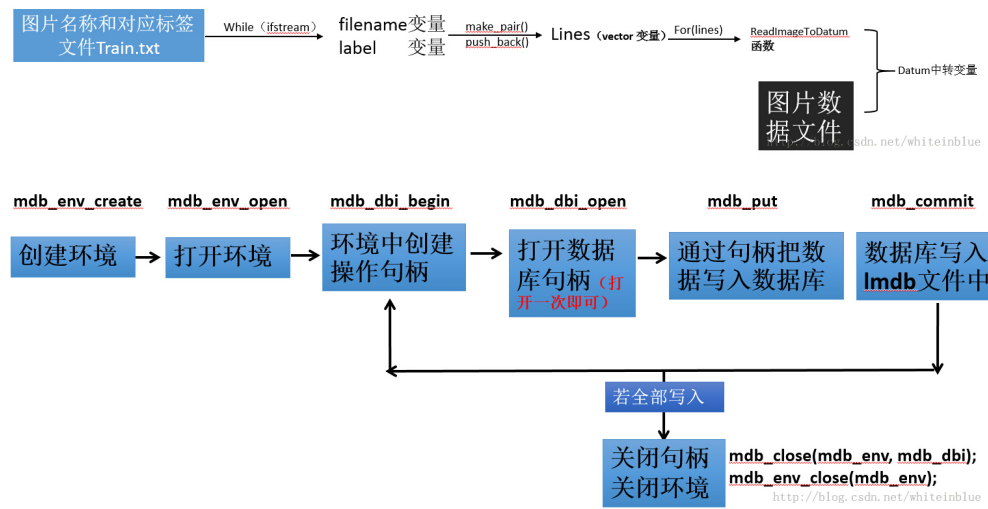 图片名称和对应标签
文件Train.txt
While（ifstream）
filename变量
label 变量
make_pair()
push_back()
Lines（vector 变量）
For(lines)
ReadImageToDatum
函数
Datum中转变量
图片数
据文件
http://blog.csdn.net/whiteinblue
mdb_env_create
mdb_env_open
mdb_dbi_begin
mdb_dbi_open
mdb_put
mdb_commit
创建环境
打开环境
环境中创建
操作句柄
打开数据
库句柄（打
开一次即可）
通过句柄把数
据写入数据库
数据库写入
lmdb文件中
若全部写入
关闭句柄
关闭环境
mdb_close(mdb_env, mdb_dbi);
mdb_env_close(mdb_env);
http://blog.csdn.net/whiteinblue